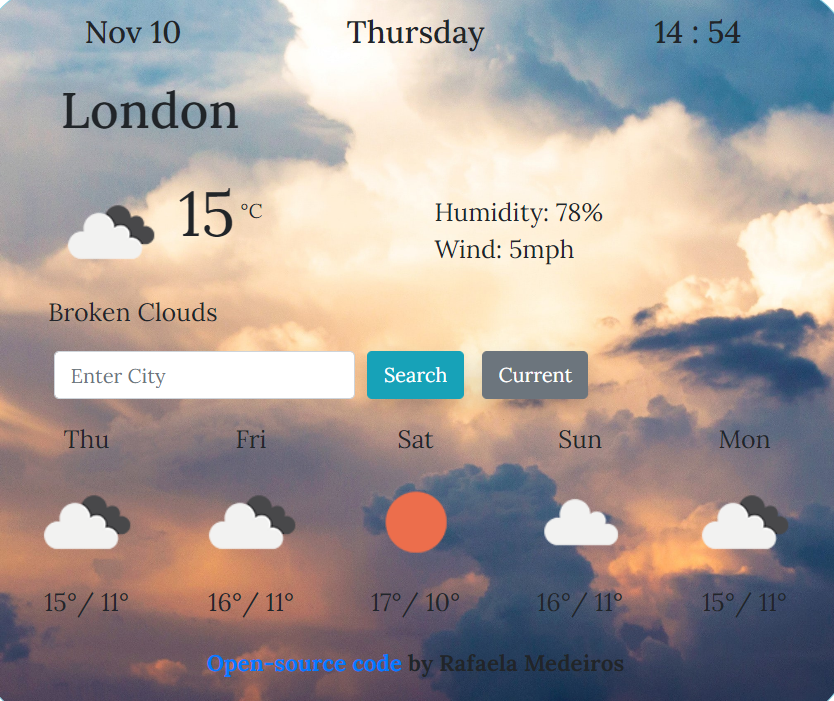 Nov 10 Thursday 14 : 54
London
15 °C
Humidity: 78%
Wind: 5mph
Broken Clouds
Enter City Search Current
Thu Fri Sat Sun Mon
15°/ 11° 16°/ 11° 17°/ 10° 16°/ 11° 15°/ 11°
Open-source code by Rafaela Medeiros